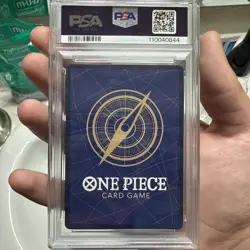 PSA
PSA
110040844
ONE PIECE
CARD GAME